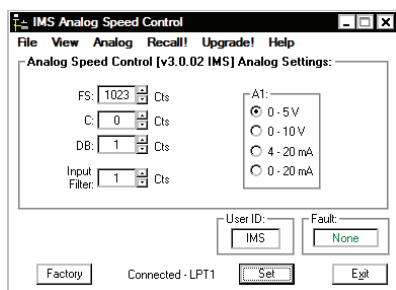 IMS Analog Speed Control
File View Analog Recall! Upgrade! Help
Analog Speed Control [v3.0.02 IMS] Analog Settings:
FS: 1023 Cts
C: 0 Cts
DB: 1 Cts
Input Filter: 1 Cts
A1:
0 - 5 V
0 - 10 V
4 - 20 mA
0 - 20 mA
User ID:
IMS
Fault:
None
Factory Connected - LPT1 Set Exit